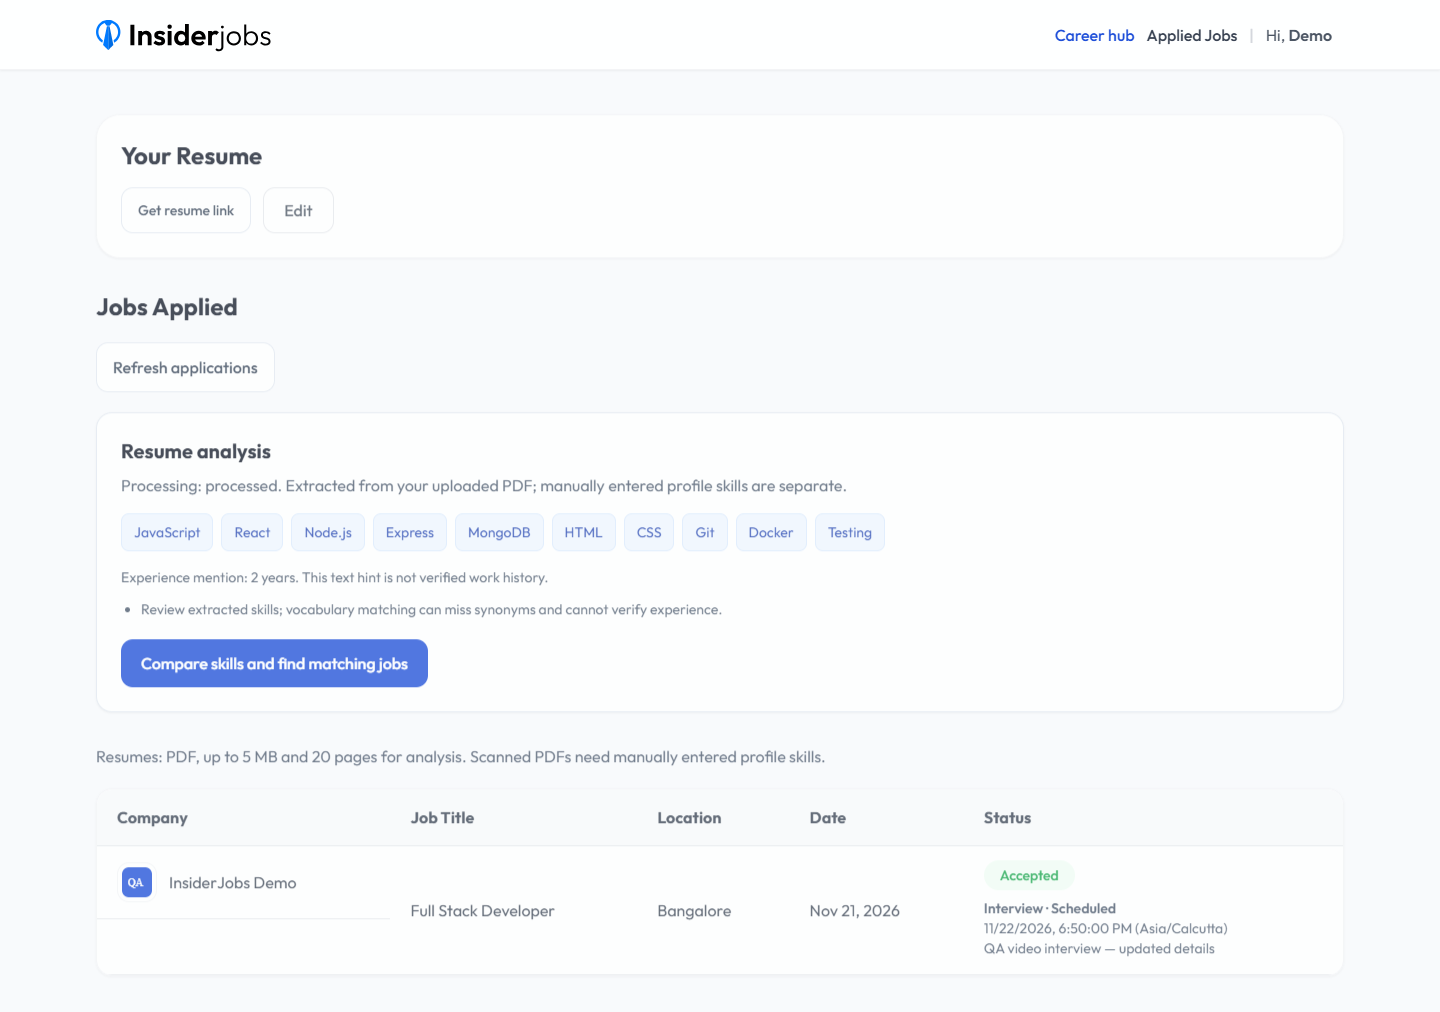 Insiderjobs
Career hub Applied Jobs | Hi, Demo
Your Resume
Get resume link Edit
Jobs Applied
Refresh applications
Resume analysis
Processing: processed. Extracted from your uploaded PDF; manually entered profile skills are separate.
JavaScript React Node.js Express MongoDB HTML CSS Git Docker Testing
Experience mention: 2 years. This text hint is not verified work history.
• Review extracted skills; vocabulary matching can miss synonyms and cannot verify experience.
Compare skills and find matching jobs
Resumes: PDF, up to 5 MB and 20 pages for analysis. Scanned PDFs need manually entered profile skills.
Company Job Title Location Date Status
QA InsiderJobs Demo Full Stack Developer Bangalore Nov 21, 2026 Accepted
Interview · Scheduled
11/22/2026, 6:50:00 PM (Asia/Calcutta)
QA video interview — updated details